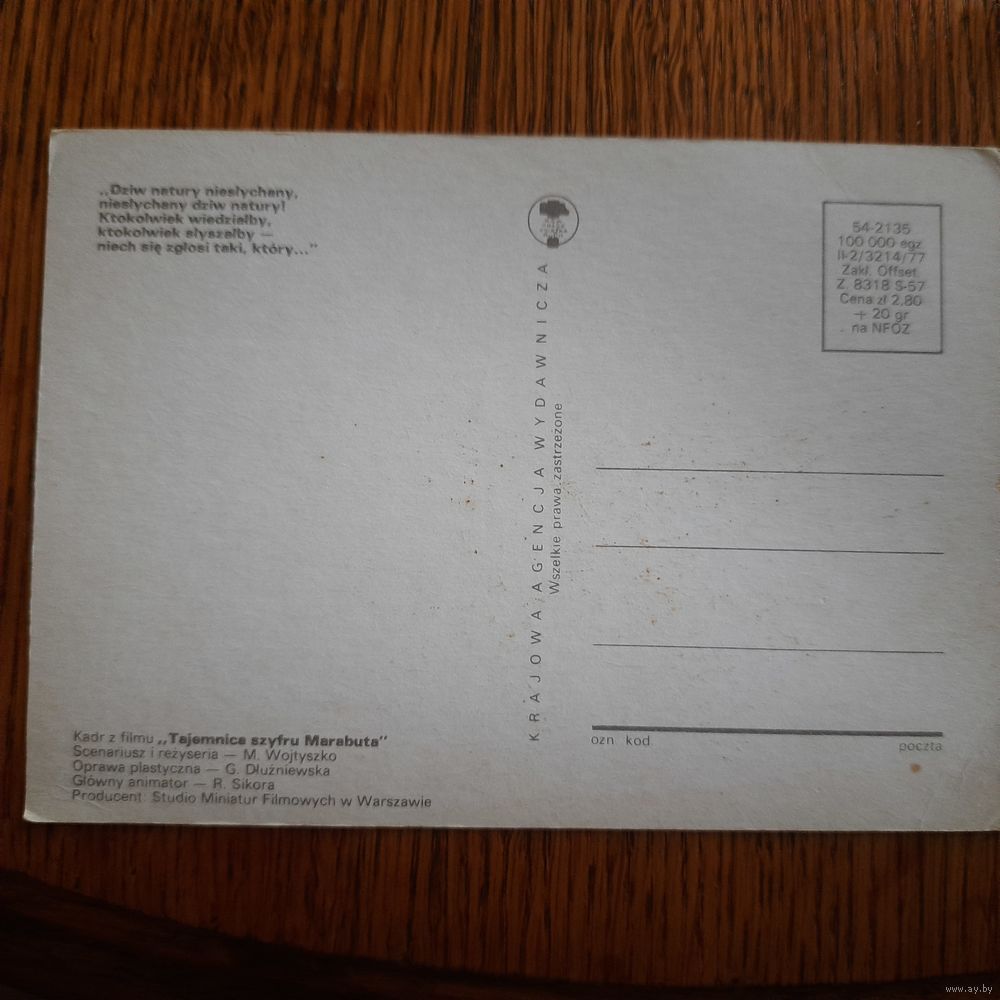 „Dziw natury niesłychany,
niesłychany dziw natury!
Ktokolwiek wiedziałby,
ktokolwiek słyszałby —
niech się zgłosi taki, który..."
KRAJOWA AGENCJA WYDAWNICZA
Wszelkie prawa zastrzeżone
54-2135
100 000 egz
II-2/3214/77
Zakł. Offset.
Z. 8318 S-57
Cena zł 2,80
+ 20 gr
na NFOZ
ozn. kod
poczta
Kadr z filmu „Tajemnica szyfru Marabuta"
Scenariusz i reżyseria — M. Wojtyszko
Oprawa plastyczna — G. Dłużniewska
Główny animator — R. Sikora
Producent: Studio Miniatur Filmowych w Warszawie
www.ay.by